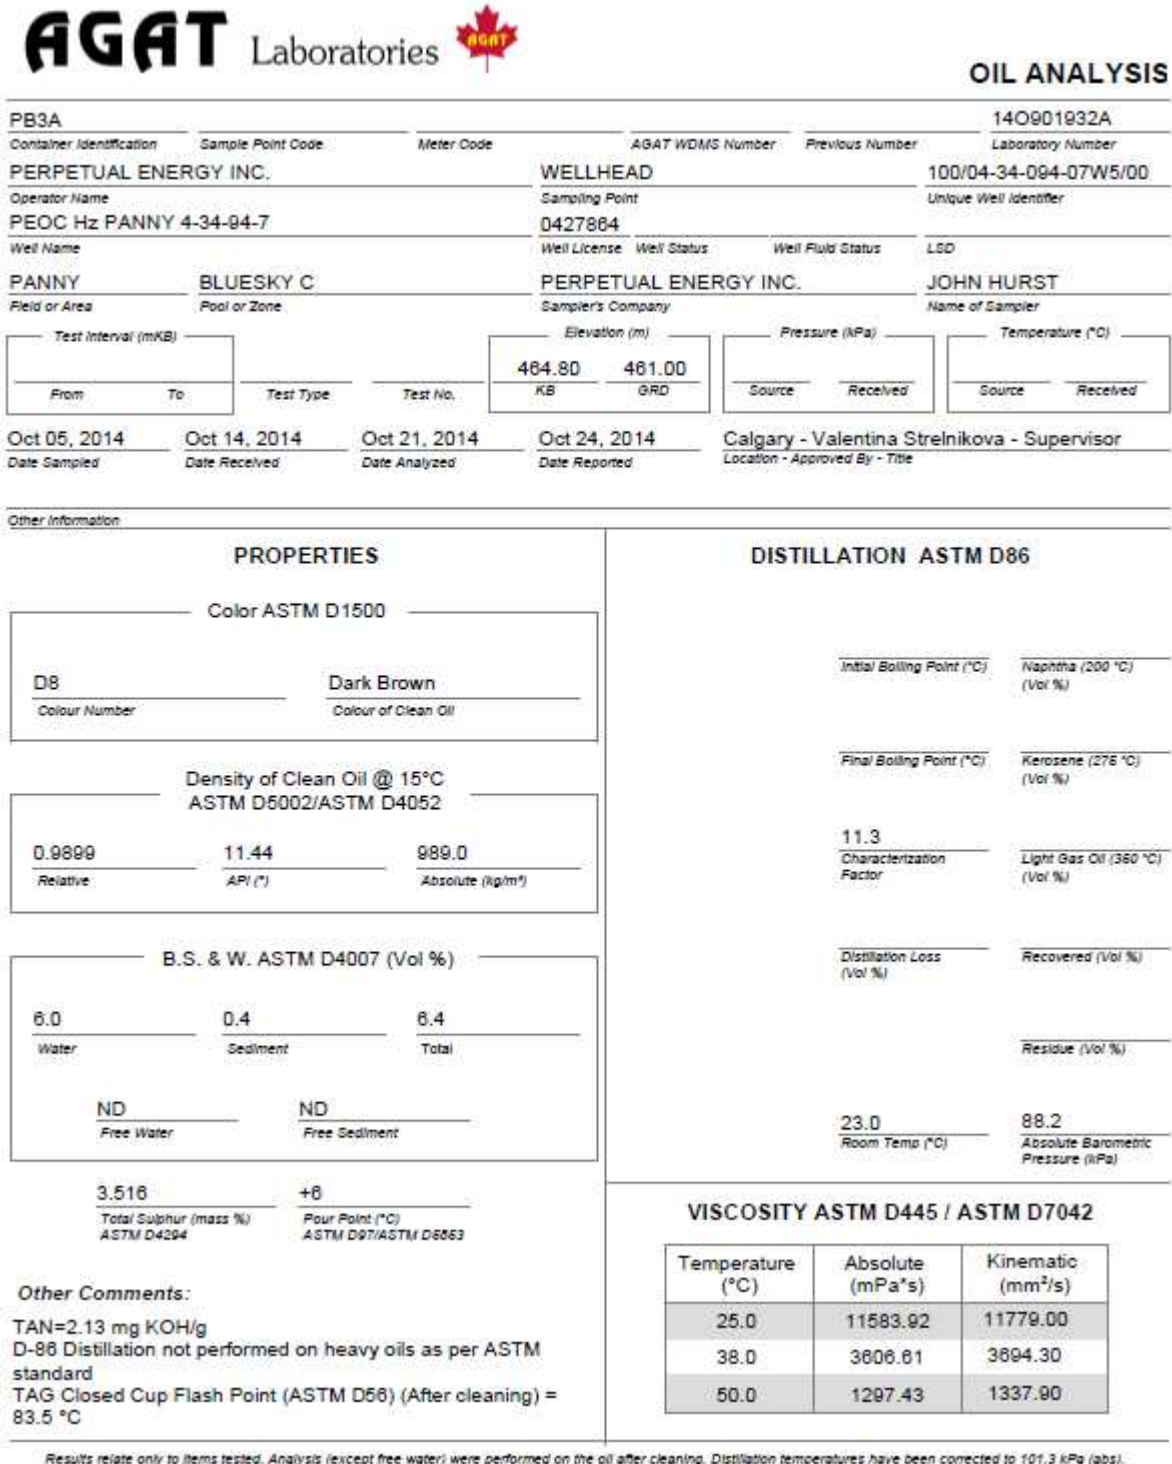 AGAT Laboratories AGAT
OIL ANALYSIS
PB3A 14O901932A
Container Identification Sample Point Code Meter Code AGAT WDMS Number Previous Number Laboratory Number
PERPETUAL ENERGY INC. WELLHEAD 100/04-34-094-07W5/00
Operator Name Sampling Point Unique Well Identifier
PEOC Hz PANNY 4-34-94-7 0427864
Well Name Well License Well Status Well Fluid Status LSD
PANNY BLUESKY C PERPETUAL ENERGY INC. JOHN HURST
Field or Area Pool or Zone Sampler's Company Name of Sampler
Test Interval (mKB) Elevation (m) Pressure (kPa) Temperature (°C)
464.80 461.00
From To Test Type Test No. KB GRD Source Received Source Received
Oct 05, 2014 Oct 14, 2014 Oct 21, 2014 Oct 24, 2014 Calgary - Valentina Strelnikova - Supervisor
Date Sampled Date Received Date Analyzed Date Reported Location - Approved By - Title
Other Information
PROPERTIES
Color ASTM D1500
D8 Dark Brown
Colour Number Colour of Clean Oil
Density of Clean Oil @ 15°C
ASTM D5002/ASTM D4052
0.9899 11.44 989.0
Relative API (°) Absolute (kg/m³)
B.S. & W. ASTM D4007 (Vol %)
6.0 0.4 6.4
Water Sediment Total
ND ND
Free Water Free Sediment
3.516 +6
Total Sulphur (mass %) Pour Point (°C)
ASTM D4294 ASTM D97/ASTM D5853
Other Comments:
TAN=2.13 mg KOH/g
D-86 Distillation not performed on heavy oils as per ASTM
standard
TAG Closed Cup Flash Point (ASTM D56) (After cleaning) =
83.5 °C
DISTILLATION ASTM D86
Initial Boiling Point (°C) Naphtha (200 °C)
(Vol %)
Final Boiling Point (°C) Kerosene (275 °C)
(Vol %)
11.3
Characterization Light Gas Oil (350 °C)
Factor (Vol %)
Distillation Loss Recovered (Vol %)
(Vol %)
Residue (Vol %)
23.0 88.2
Room Temp (°C) Absolute Barometric
Pressure (kPa)
VISCOSITY ASTM D445 / ASTM D7042
Temperature Absolute Kinematic
(°C) (mPa*s) (mm²/s)
25.0 11583.92 11779.00
38.0 3606.61 3694.30
50.0 1297.43 1337.90
Results relate only to items tested. Analysis (except free water) were performed on the oil after cleaning. Distillation temperatures have been corrected to 101.3 kPa (abs).